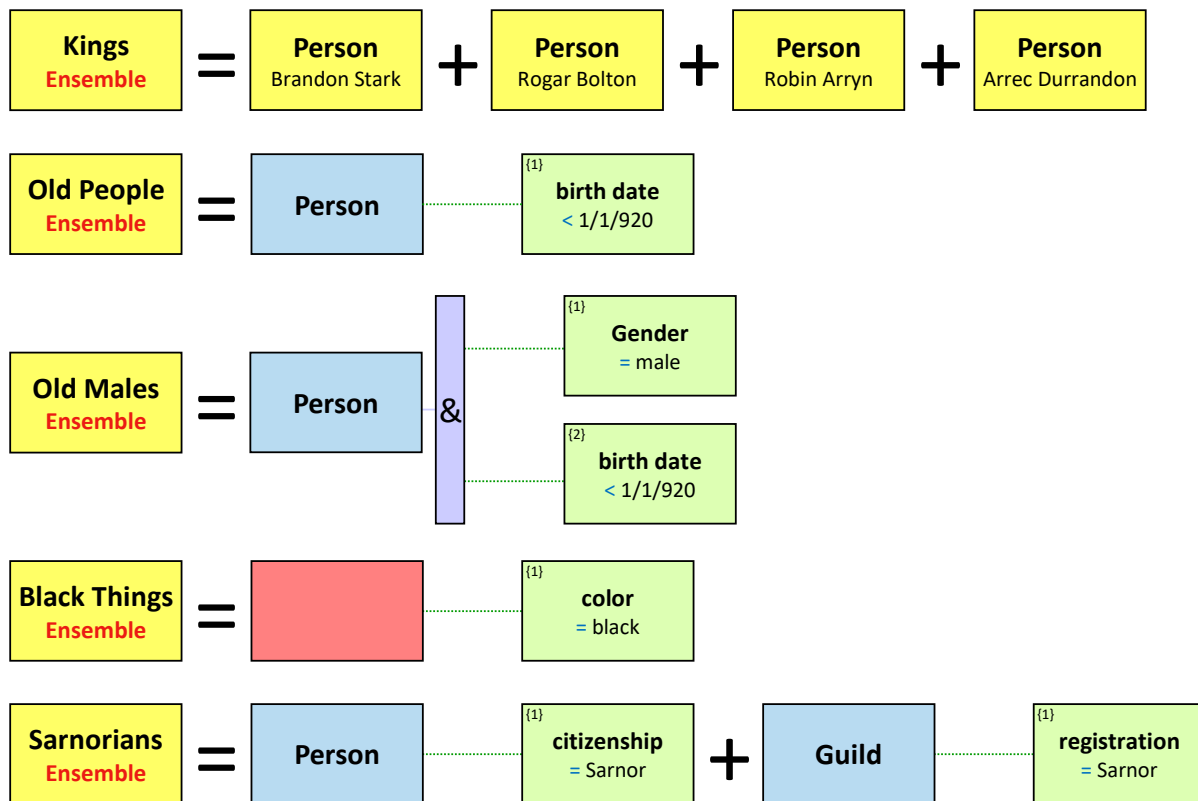 Kings
Ensemble
=
Person
Brandon Stark
+
Person
Rogar Bolton
+
Person
Robin Arryn
+
Person
Arrec Durrandon
Old People
Ensemble
=
Person
{1}
birth date
< 1/1/920
Old Males
Ensemble
=
Person
&
{1}
Gender
= male
{2}
birth date
< 1/1/920
Black Things
Ensemble
=
{1}
color
= black
Sarnorians
Ensemble
=
Person
{1}
citizenship
= Sarnor
+
Guild
{1}
registration
= Sarnor